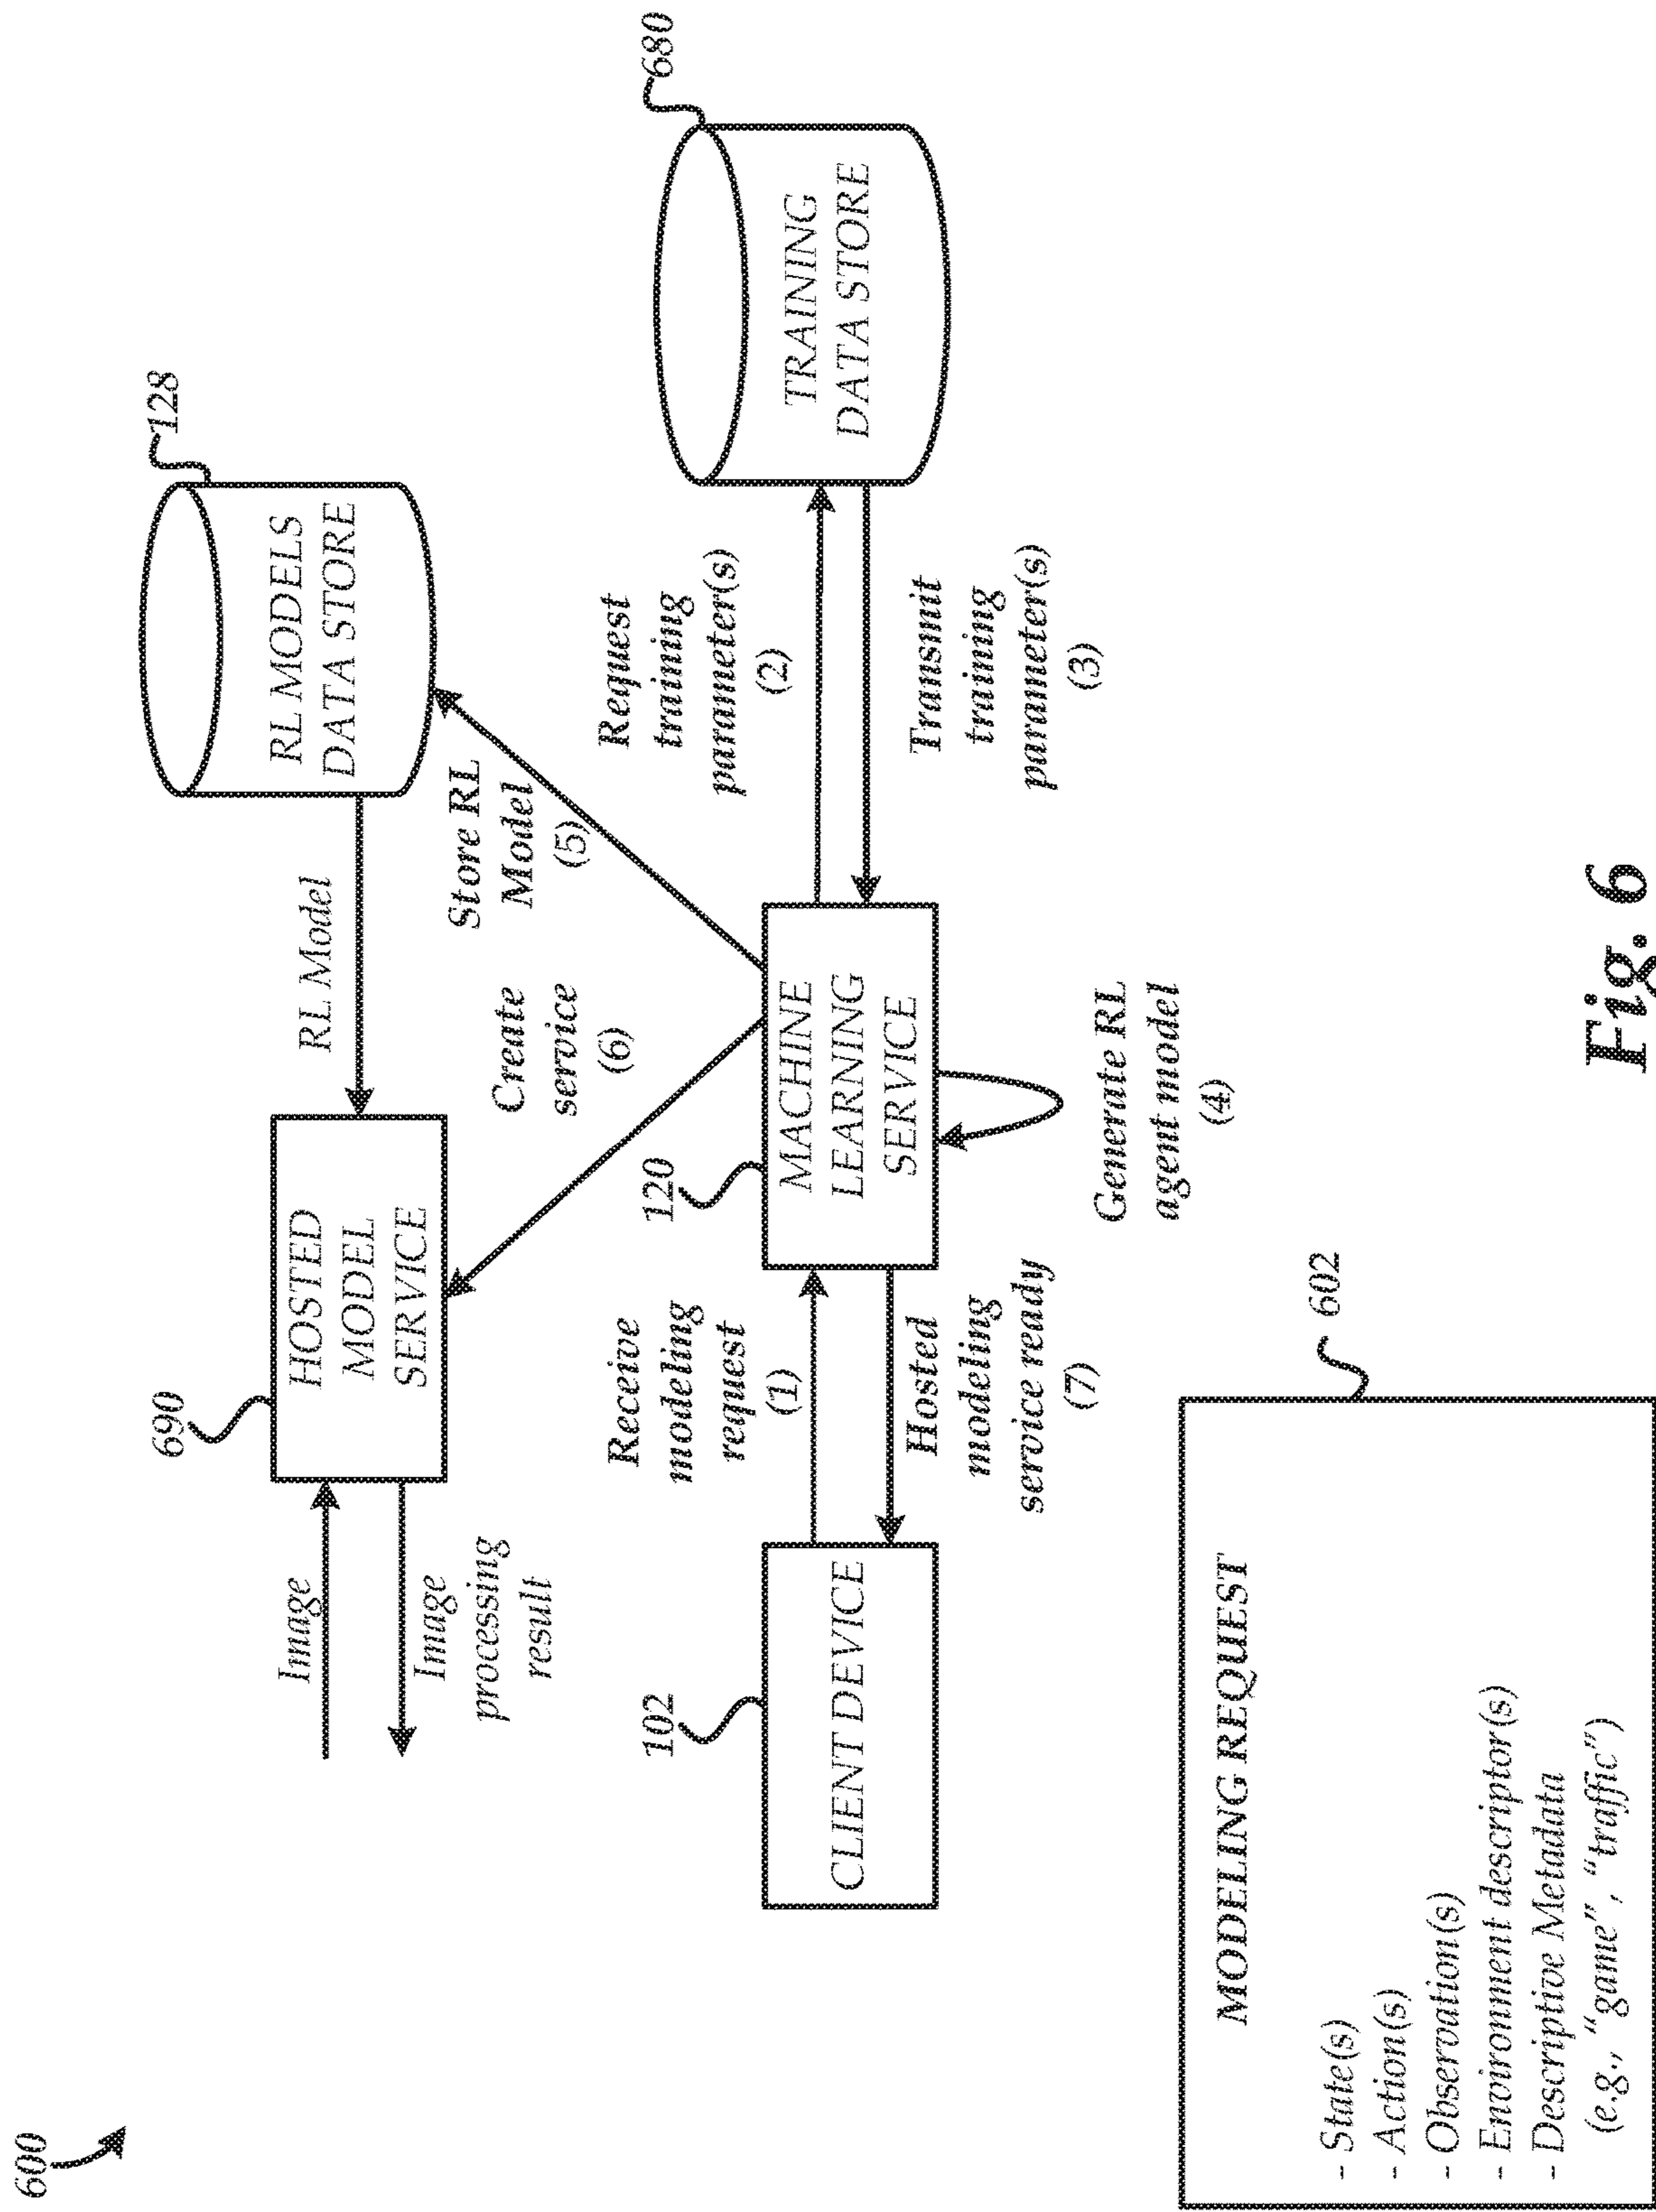 600
690
HOSTED
MODEL
SERVICE
Image
Image
processing
result
RL Model
128
RL MODELS
DATA STORE
Create
service
(6)
Store RL
Model
(5)
102
CLIENT DEVICE
Receive
modeling
request
(1)
Hosted
modeling
service ready
(7)
120
MACHINE
LEARNING
SERVICE
Generate RL
agent model
(4)
Request
training
parameter(s)
(2)
Transmit
training
parameter(s)
(3)
680
TRAINING
DATA STORE
602
MODELING REQUEST
- State(s)
- Action(s)
- Observation(s)
- Environment descriptor(s)
- Descriptive Metadata
(e.g., "game", "traffic")
Fig. 6